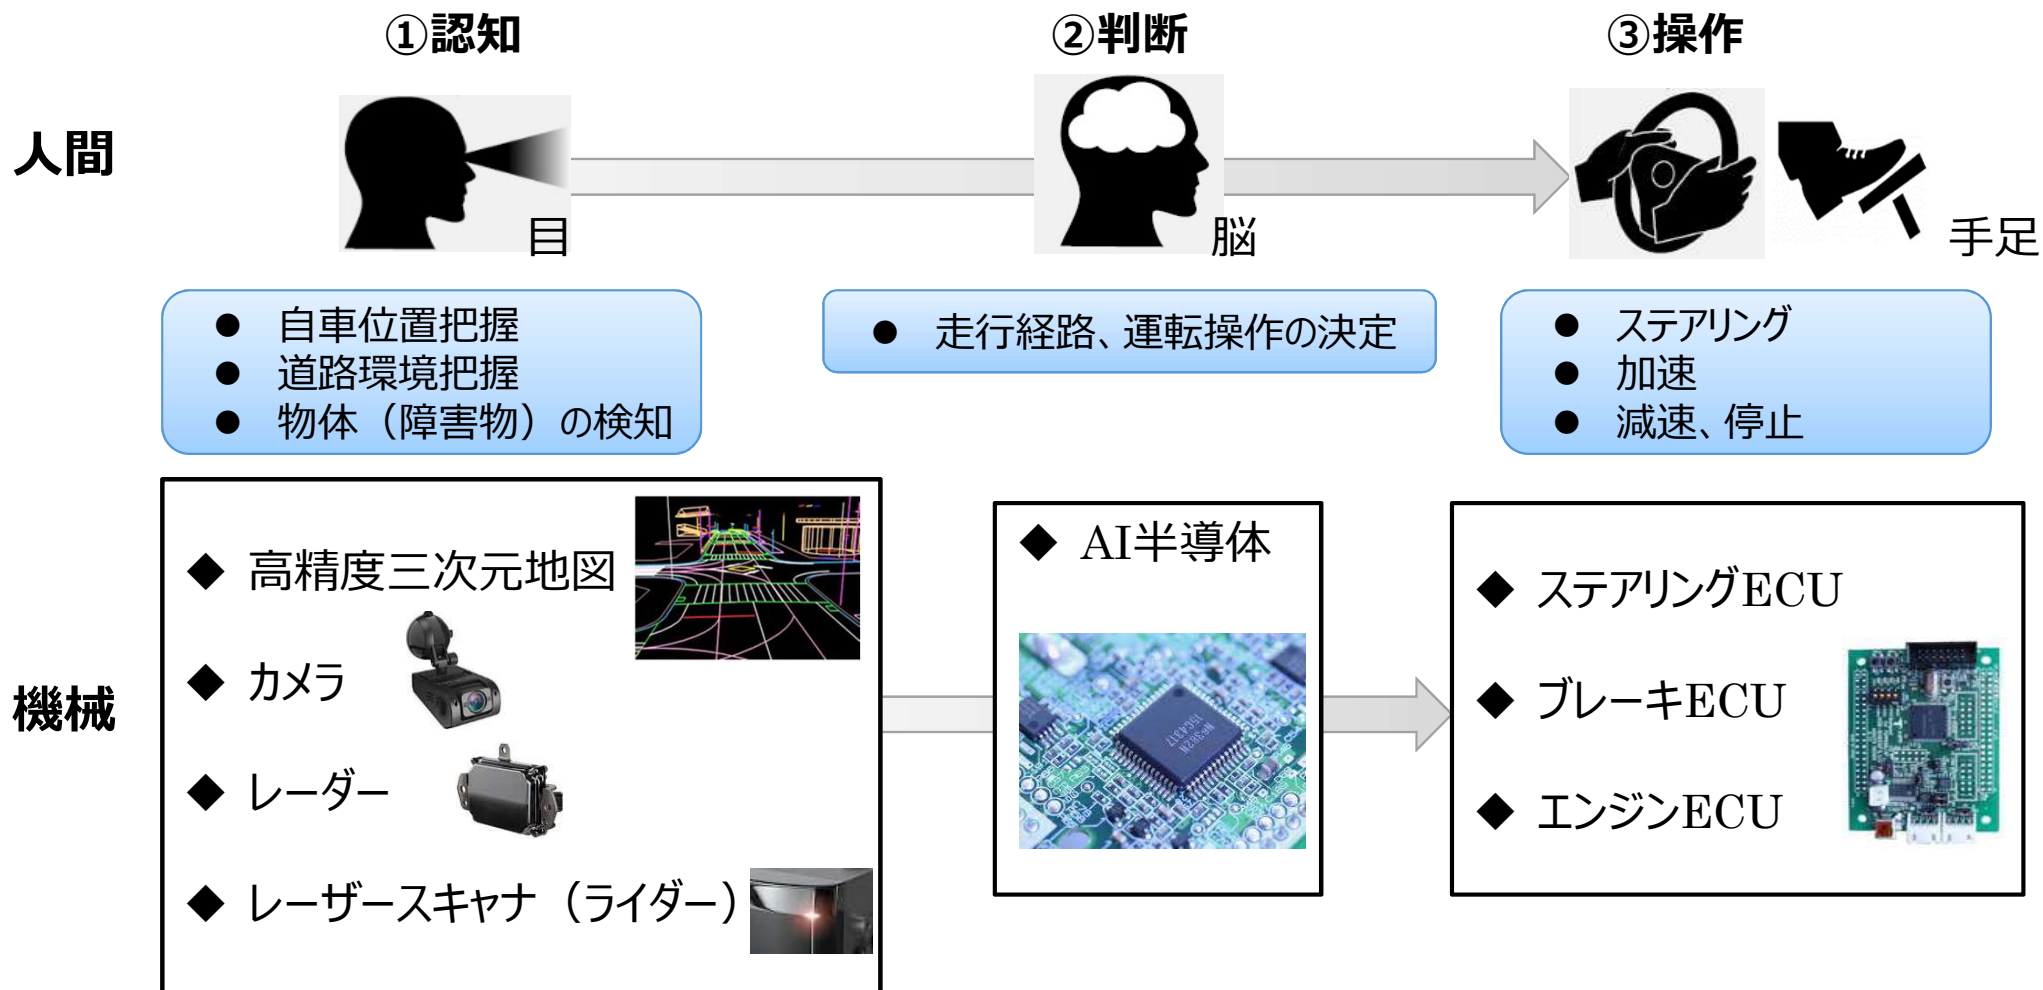 ①認知
②判断
③操作
人間
目
脳
手足
● 自車位置把握
● 道路環境把握
● 物体（障害物）の検知
● 走行経路、運転操作の決定
● ステアリング
● 加速
● 減速、停止
機械
◆ 高精度三次元地図
◆ カメラ
◆ レーダー
◆ レーザースキャナ（ライダー）
◆ AI半導体
◆ ステアリングECU
◆ ブレーキECU
◆ エンジンECU